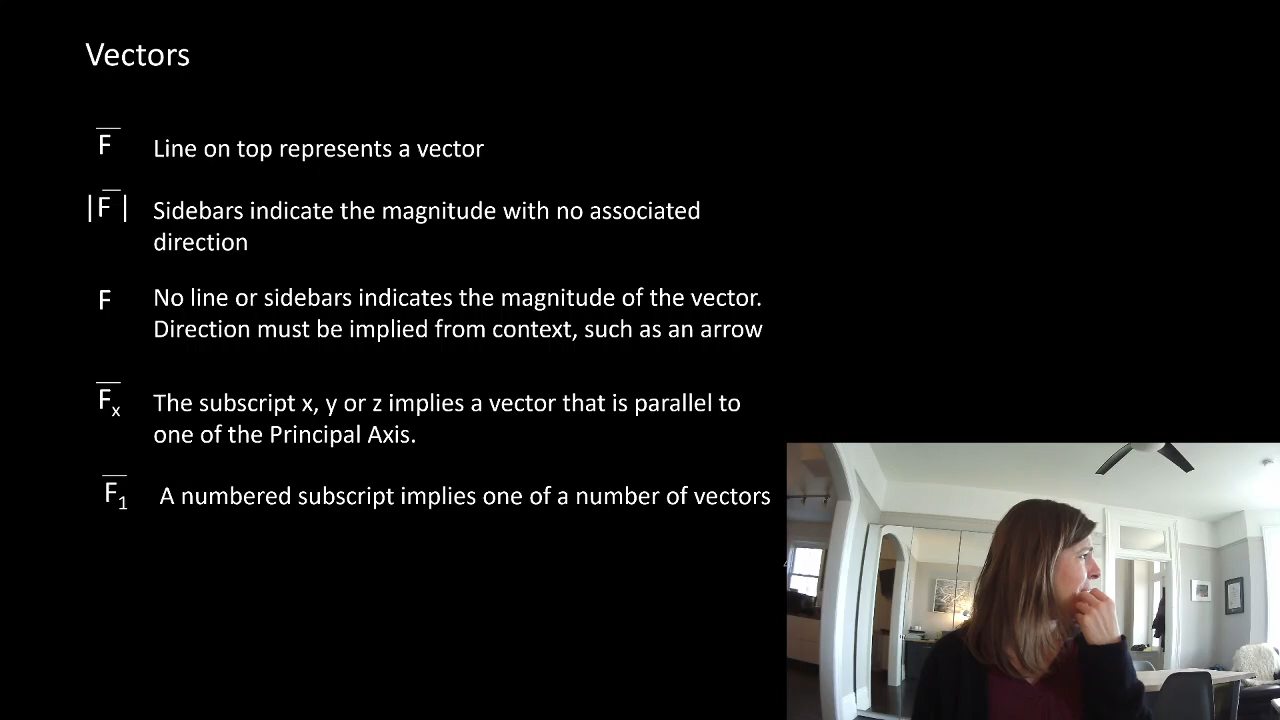 Vectors
F̅ Line on top represents a vector
|F̅| Sidebars indicate the magnitude with no associated
direction
F No line or sidebars indicates the magnitude of the vector.
Direction must be implied from context, such as an arrow
F̅ₓ The subscript x, y or z implies a vector that is parallel to
one of the Principal Axis.
F̅₁ A numbered subscript implies one of a number of vectors